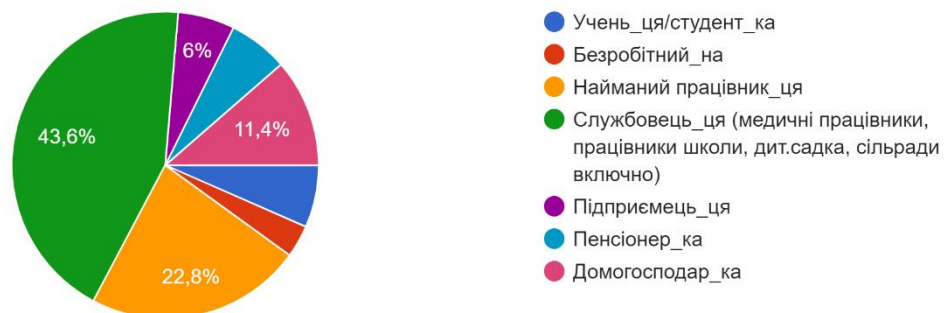 6%
43,6%
11,4%
22,8%
Учень_ця/студент_ка
Безробітний_на
Найманий працівник_ця
Службовець_ця (медичні працівники,
працівники школи, дит.садка, сільради
включно)
Підприємець_ця
Пенсіонер_ка
Домогосподар_ка